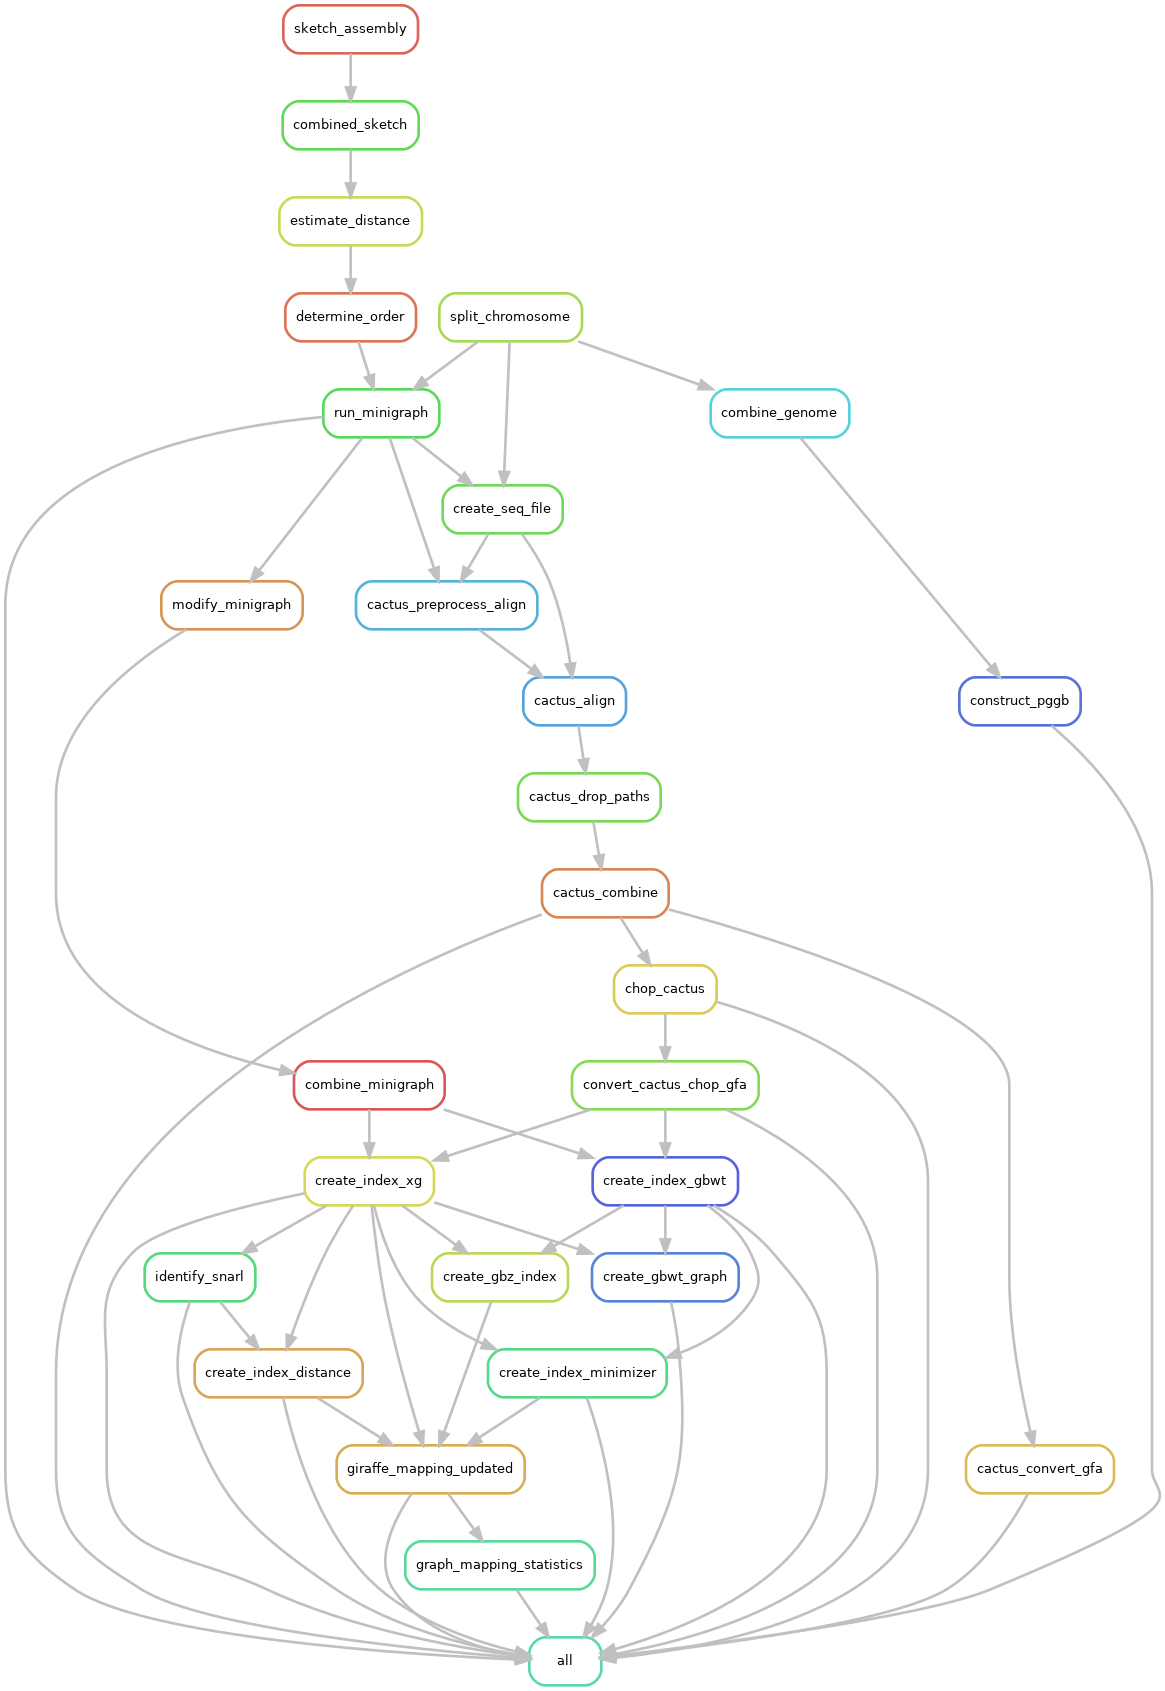 sketch_assembly
combined_sketch
estimate_distance
determine_order
split_chromosome
run_minigraph
combine_genome
create_seq_file
modify_minigraph
cactus_preprocess_align
cactus_align
construct_pggb
cactus_drop_paths
cactus_combine
chop_cactus
combine_minigraph
convert_cactus_chop_gfa
create_index_xg
create_index_gbwt
identify_snarl
create_gbz_index
create_gbwt_graph
create_index_distance
create_index_minimizer
giraffe_mapping_updated
cactus_convert_gfa
graph_mapping_statistics
all